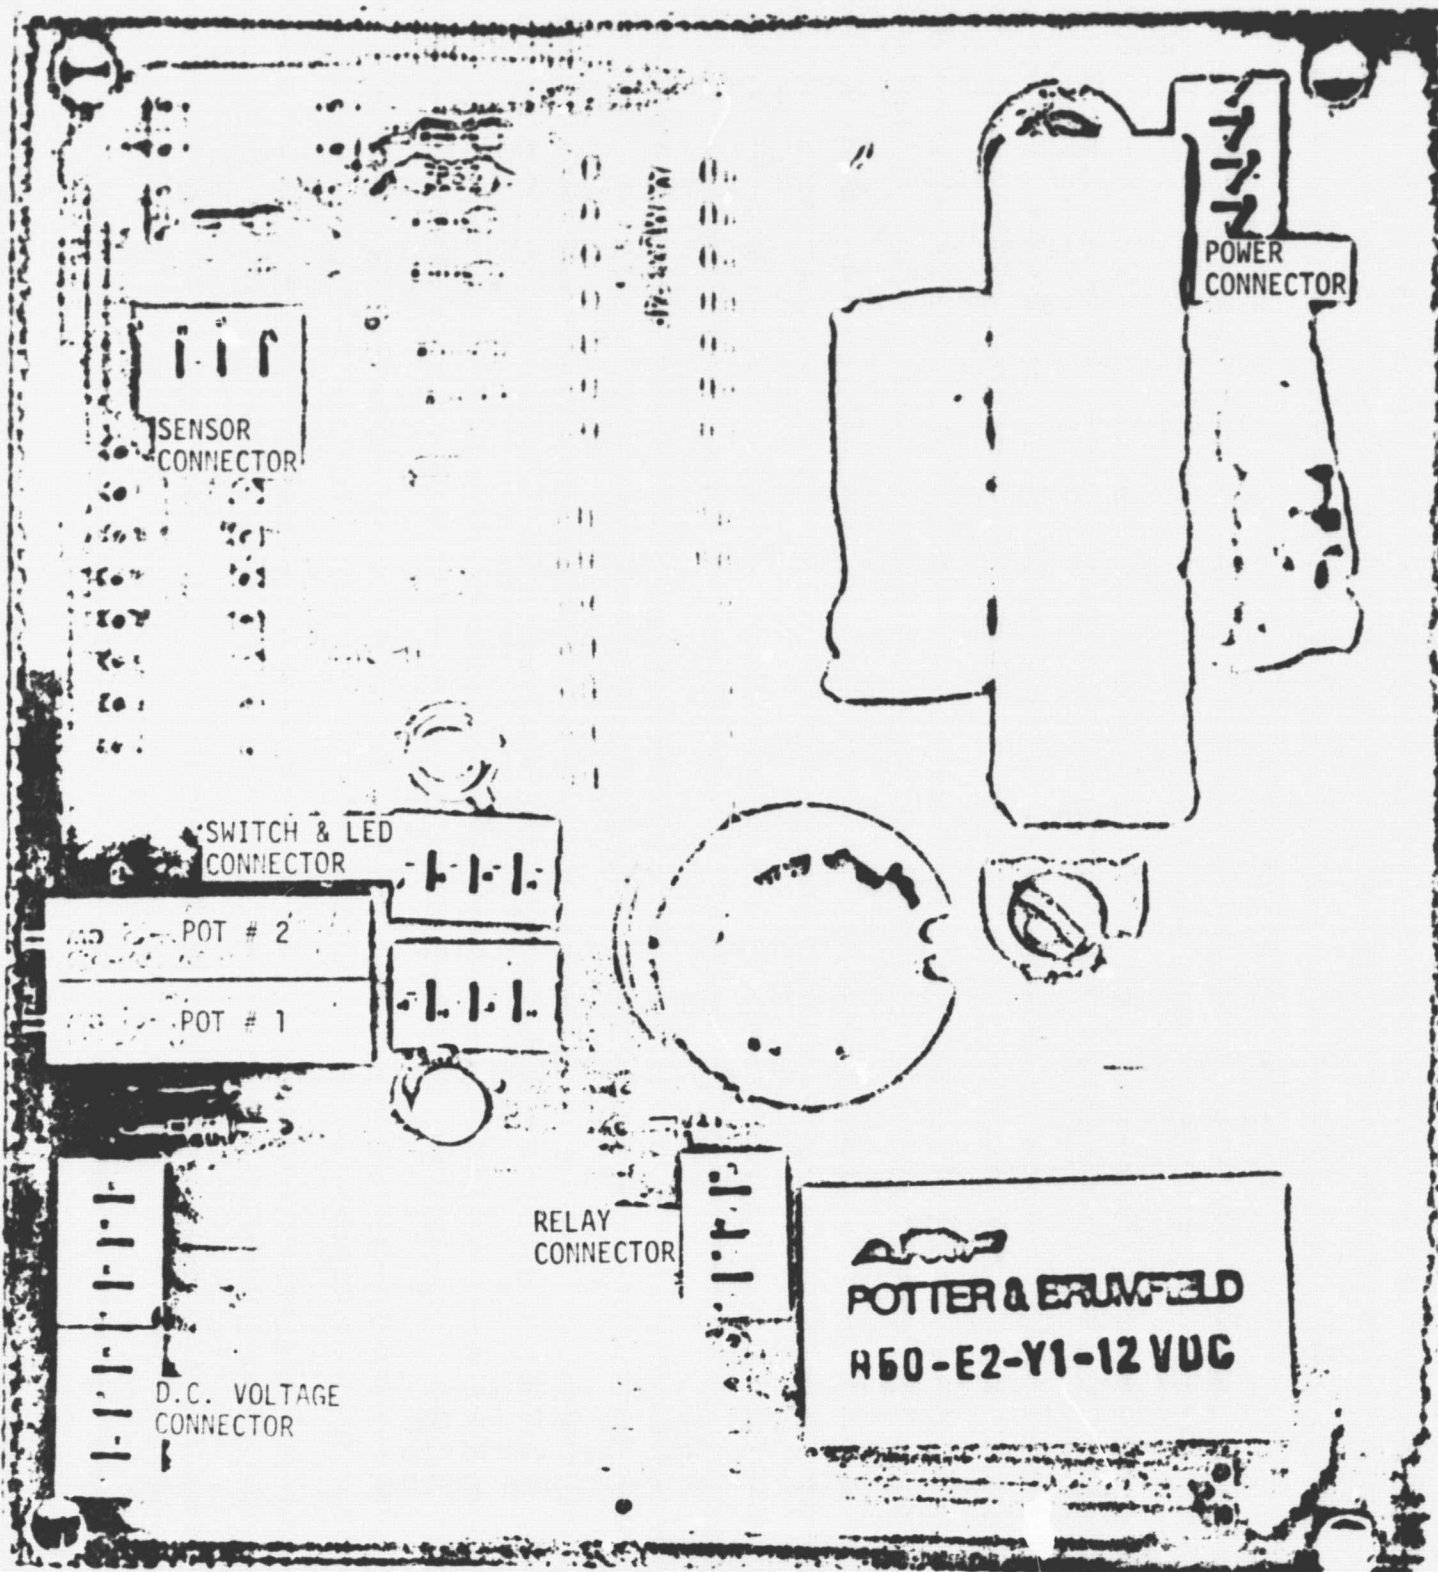 POWER
CONNECTOR
SENSOR
CONNECTOR
SWITCH & LED
CONNECTOR
POT # 2
POT # 1
RELAY
CONNECTOR
POTTER & BRUMFIELD
R50-E2-Y1-12 VDC
D.C. VOLTAGE
CONNECTOR